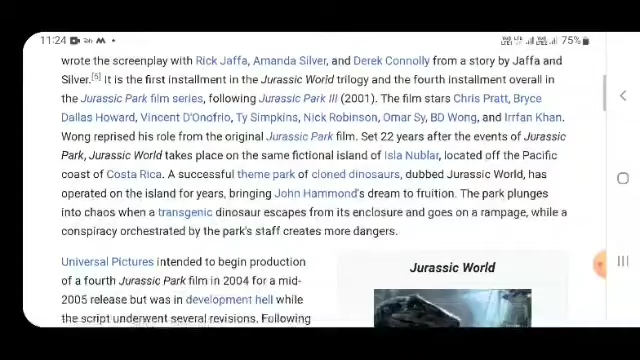 11:24
75%
wrote the screenplay with Rick Jaffa, Amanda Silver, and Derek Connolly from a story by Jaffa and
Silver.[5] It is the first installment in the Jurassic World trilogy and the fourth installment overall in
the Jurassic Park film series, following Jurassic Park III (2001). The film stars Chris Pratt, Bryce
Dallas Howard, Vincent D'Onofrio, Ty Simpkins, Nick Robinson, Omar Sy, BD Wong, and Irrfan Khan.
Wong reprised his role from the original Jurassic Park film. Set 22 years after the events of Jurassic
Park, Jurassic World takes place on the same fictional island of Isla Nublar, located off the Pacific
coast of Costa Rica. A successful theme park of cloned dinosaurs, dubbed Jurassic World, has
operated on the island for years, bringing John Hammond's dream to fruition. The park plunges
into chaos when a transgenic dinosaur escapes from its enclosure and goes on a rampage, while a
conspiracy orchestrated by the park's staff creates more dangers.
Universal Pictures intended to begin production
of a fourth Jurassic Park film in 2004 for a mid-
2005 release but was in development hell while
the script underwent several revisions. Following
Jurassic World